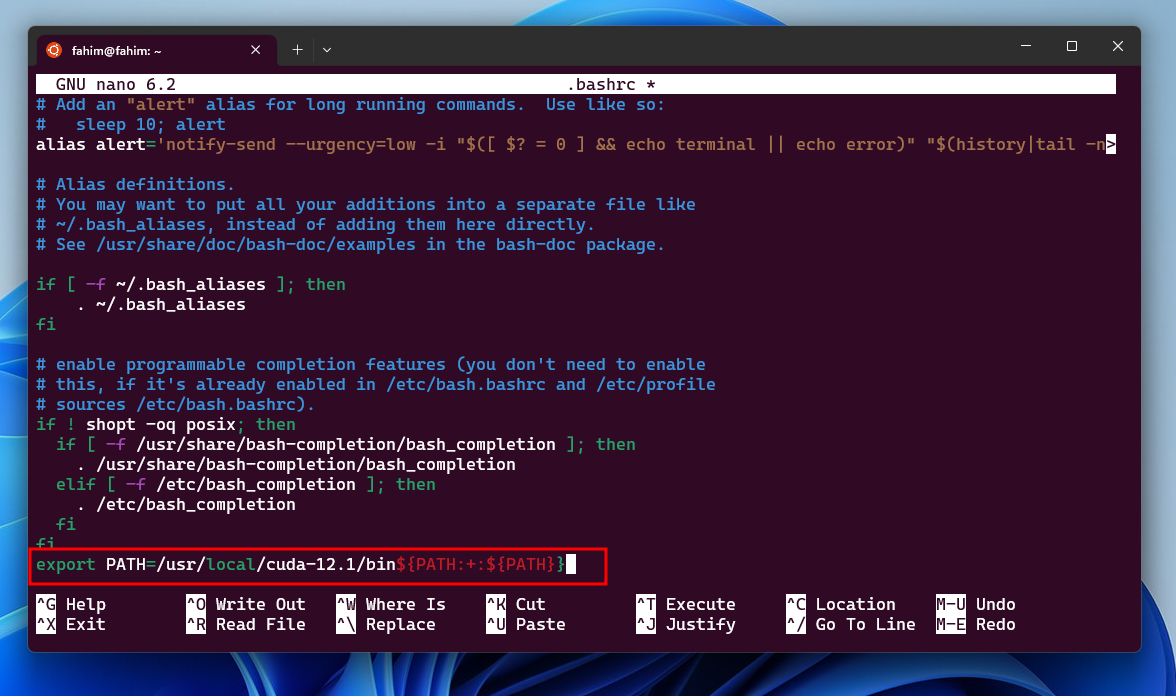 fahim@fahim: ~
GNU nano 6.2 .bashrc *
# Add an "alert" alias for long running commands.  Use like so:
#   sleep 10; alert
alias alert='notify-send --urgency=low -i "$([ $? = 0 ] && echo terminal || echo error)" "$(history|tail -n>
# Alias definitions.
# You may want to put all your additions into a separate file like
# ~/.bash_aliases, instead of adding them here directly.
# See /usr/share/doc/bash-doc/examples in the bash-doc package.
if [ -f ~/.bash_aliases ]; then
    . ~/.bash_aliases
fi
# enable programmable completion features (you don't need to enable
# this, if it's already enabled in /etc/bash.bashrc and /etc/profile
# sources /etc/bash.bashrc).
if ! shopt -oq posix; then
  if [ -f /usr/share/bash-completion/bash_completion ]; then
    . /usr/share/bash-completion/bash_completion
  elif [ -f /etc/bash_completion ]; then
    . /etc/bash_completion
  fi
fi
export PATH=/usr/local/cuda-12.1/bin${PATH:+:${PATH}}
^G Help ^O Write Out ^W Where Is ^K Cut ^T Execute ^C Location M-U Undo
^X Exit ^R Read File ^\ Replace ^U Paste ^J Justify ^/ Go To Line M-E Redo